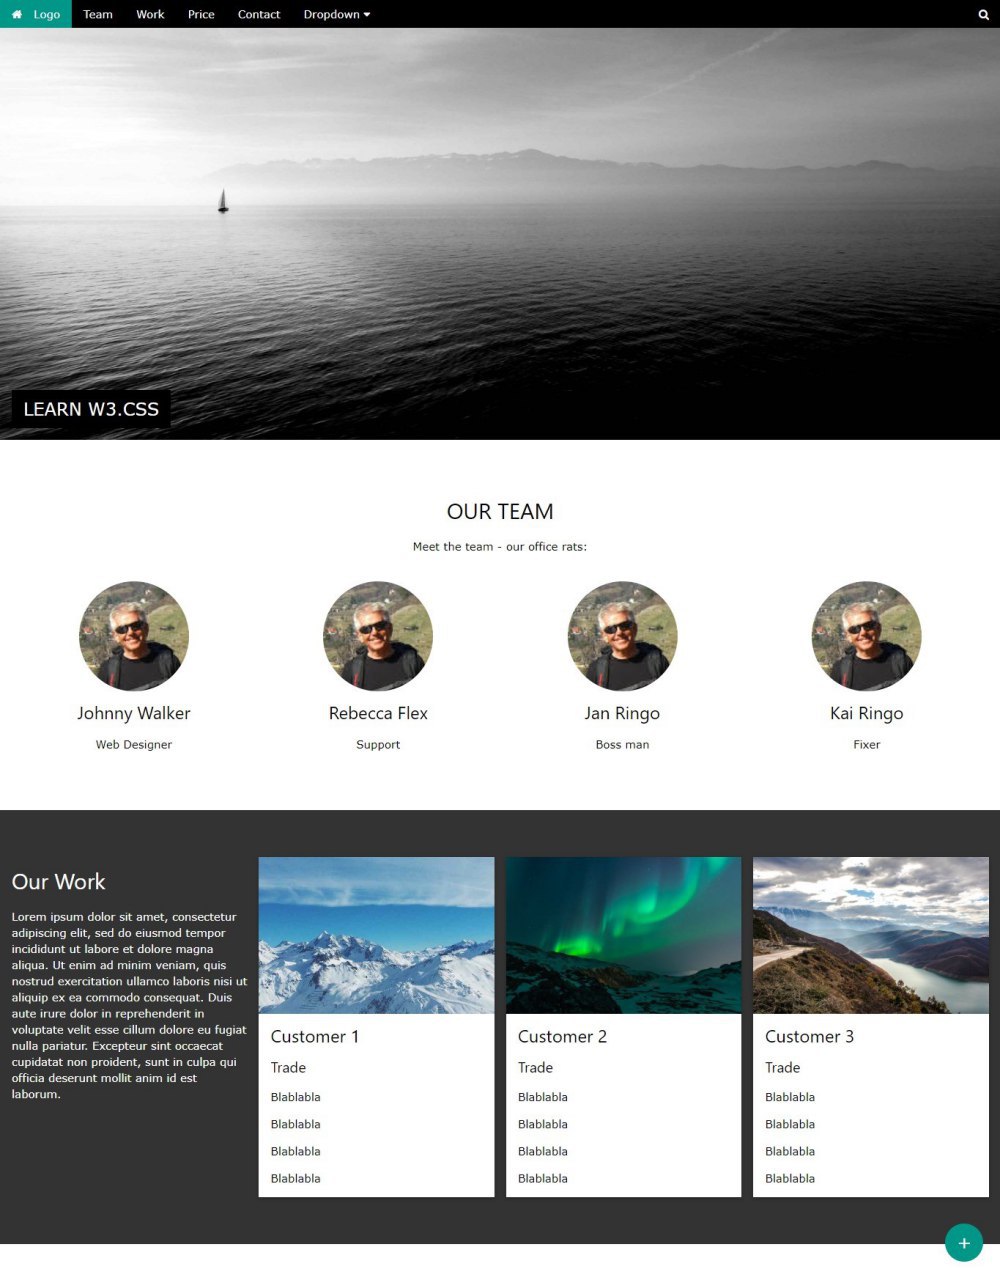 Logo Team Work Price Contact Dropdown
LEARN W3.CSS
OUR TEAM
Meet the team - our office rats:
Johnny Walker Rebecca Flex Jan Ringo Kai Ringo
Web Designer Support Boss man Fixer
Our Work
Lorem ipsum dolor sit amet, consectetur
adipiscing elit, sed do eiusmod tempor
incididunt ut labore et dolore magna
aliqua. Ut enim ad minim veniam, quis
nostrud exercitation ullamco laboris nisi ut
aliquip ex ea commodo consequat. Duis
aute irure dolor in reprehenderit in
voluptate velit esse cillum dolore eu fugiat
nulla pariatur. Excepteur sint occaecat
cupidatat non proident, sunt in culpa qui
officia deserunt mollit anim id est
laborum.
Customer 1
Trade
Blablabla
Blablabla
Blablabla
Blablabla
Customer 2
Trade
Blablabla
Blablabla
Blablabla
Blablabla
Customer 3
Trade
Blablabla
Blablabla
Blablabla
Blablabla
+